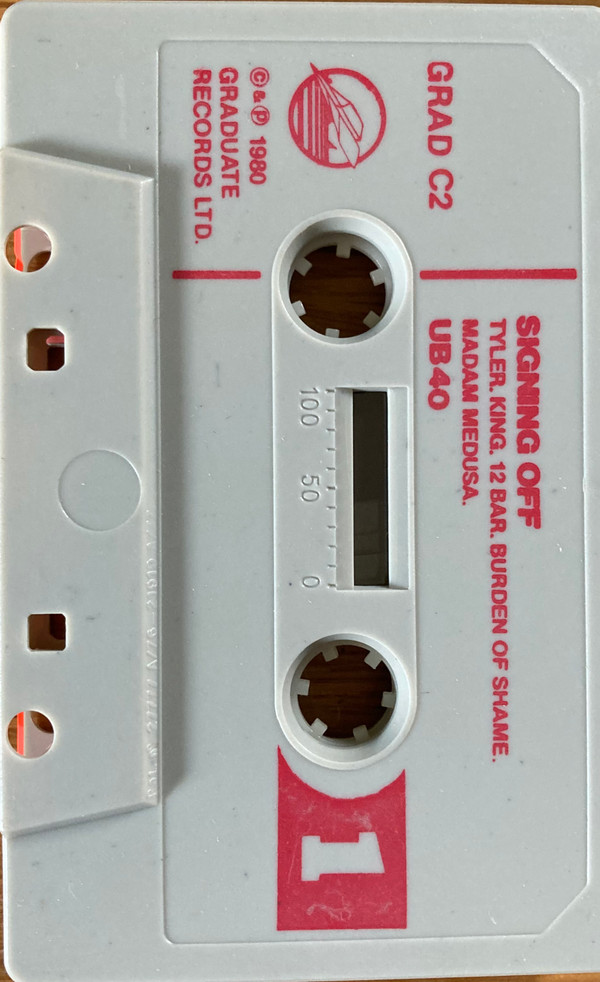 GRAD C2
SIGNING OFF
TYLER. KING. 12 BAR. BURDEN OF SHAME.
MADAM MEDUSA.
UB40
100 50 0
©&℗ 1980
GRADUATE
RECORDS LTD.
1